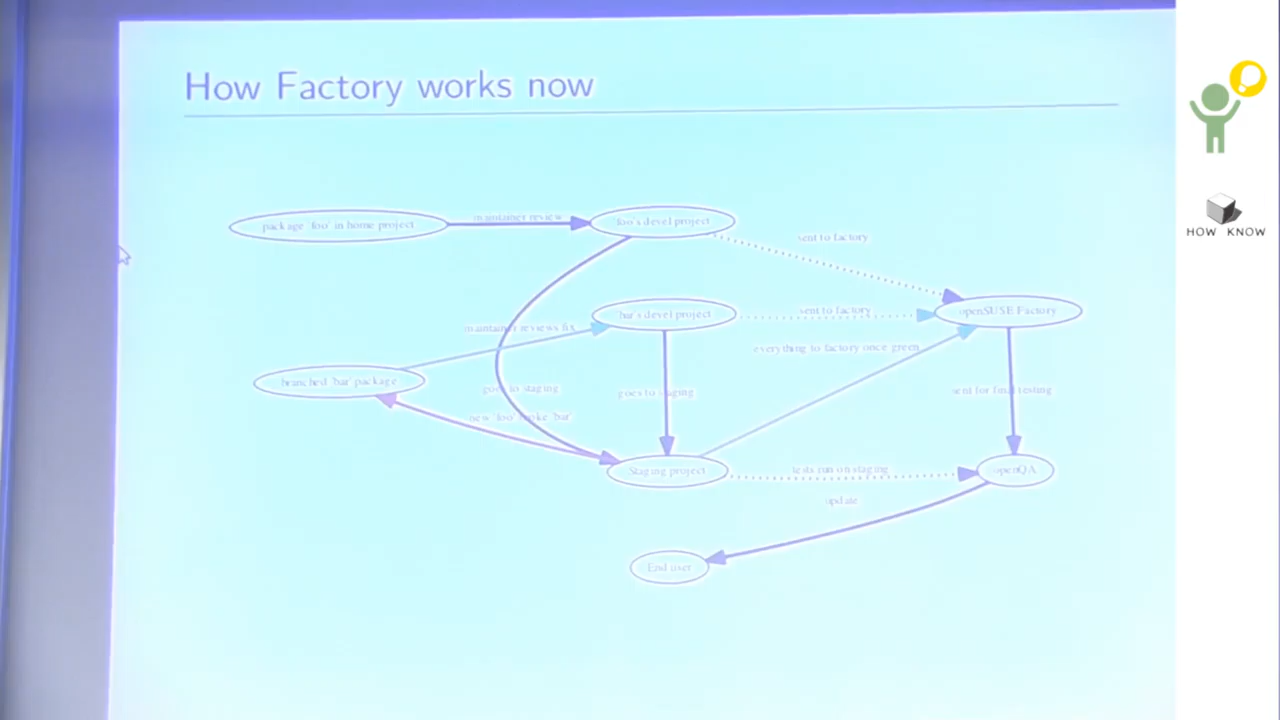 How Factory works now
package 'foo' in home project
maintainer review
foo's devel project
sent to factory
bar's devel project
sent to factory
openSUSE Factory
maintainer reviews fix
everything to factory once green
branched 'bar' package
goes to staging
goes to staging
sent for final testing
new 'foo' broke 'bar'
Staging project
tests run on staging
openQA
update
End user
HOW KNOW